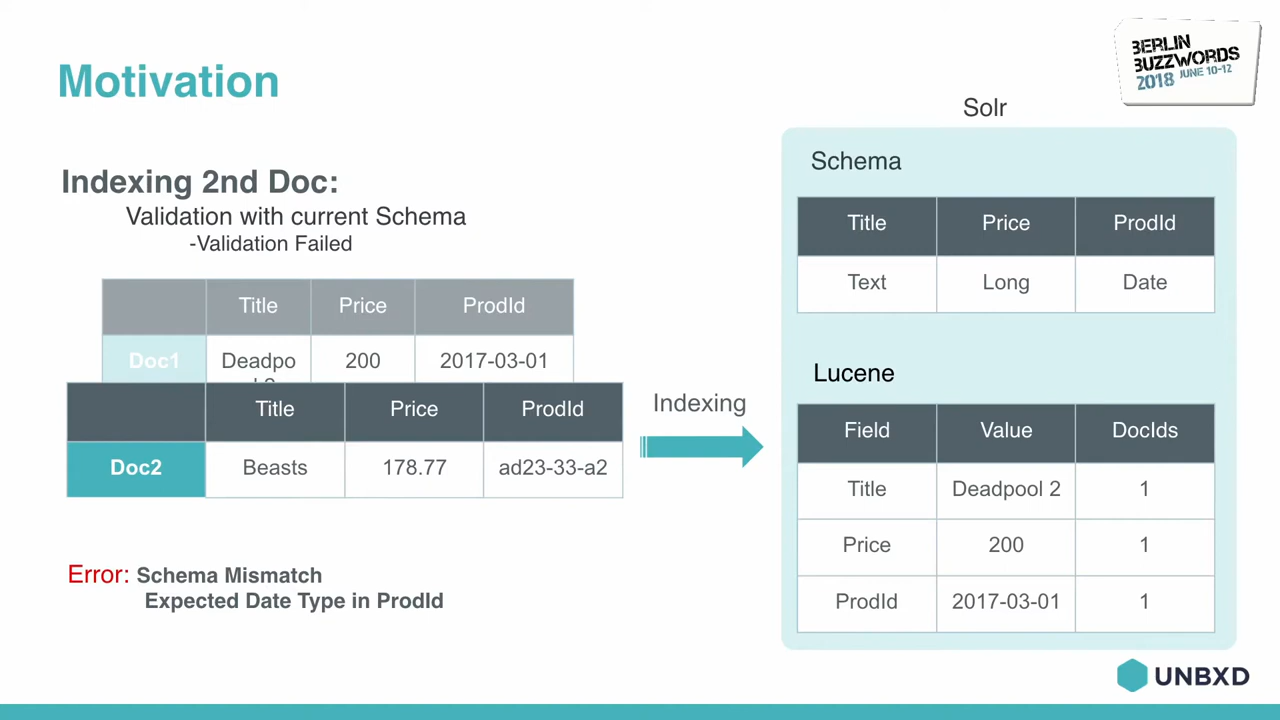 Motivation
BERLIN
BUZZWORDS
2018 JUNE 10-12
Indexing 2nd Doc:
Validation with current Schema
-Validation Failed
Title Price ProdId
Doc1 Deadpo 200 2017-03-01
Title Price ProdId
Doc2 Beasts 178.77 ad23-33-a2
Error: Schema Mismatch
Expected Date Type in ProdId
Indexing
Solr
Schema
Title Price ProdId
Text Long Date
Lucene
Field Value DocIds
Title Deadpool 2 1
Price 200 1
ProdId 2017-03-01 1
UNBXD